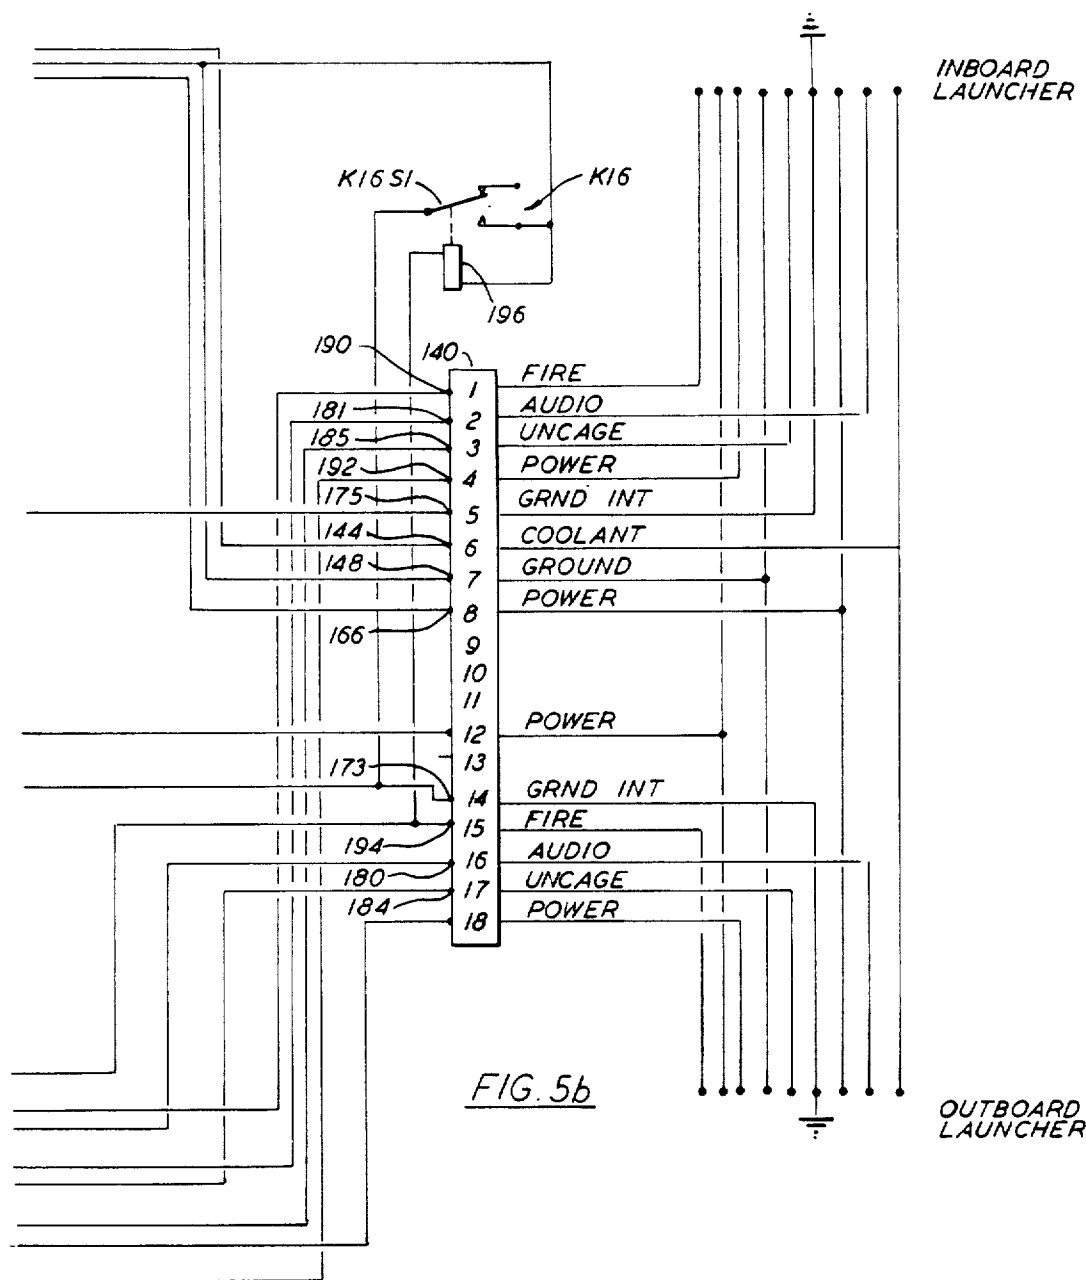 INBOARD
LAUNCHER
K16 S1
K16
196
190
140
1
FIRE
181
2
AUDIO
185
3
UNCAGE
192
4
POWER
175
5
GRND INT
144
6
COOLANT
148
7
GROUND
166
8
POWER
9
10
11
12
POWER
173
13
14
GRND INT
194
15
FIRE
180
16
AUDIO
184
17
UNCAGE
18
POWER
FIG. 5b
OUTBOARD
LAUNCHER